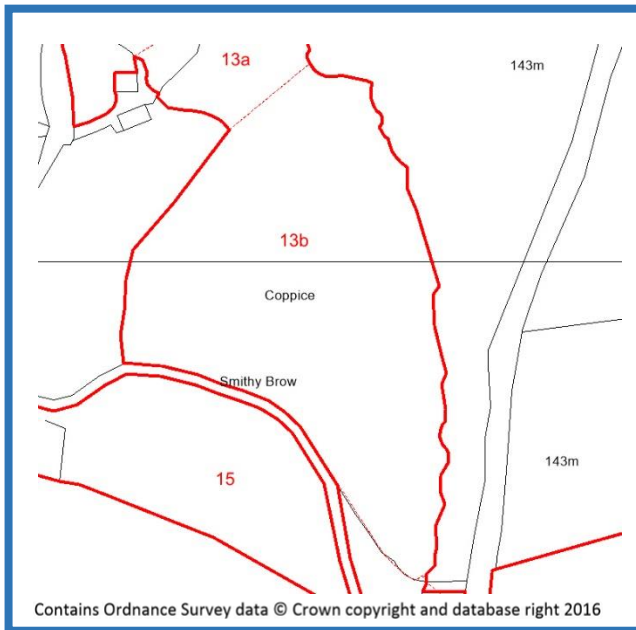 13a
143m
13b
Coppice
Smithy Brow
143m
15
Contains Ordnance Survey data © Crown copyright and database right 2016